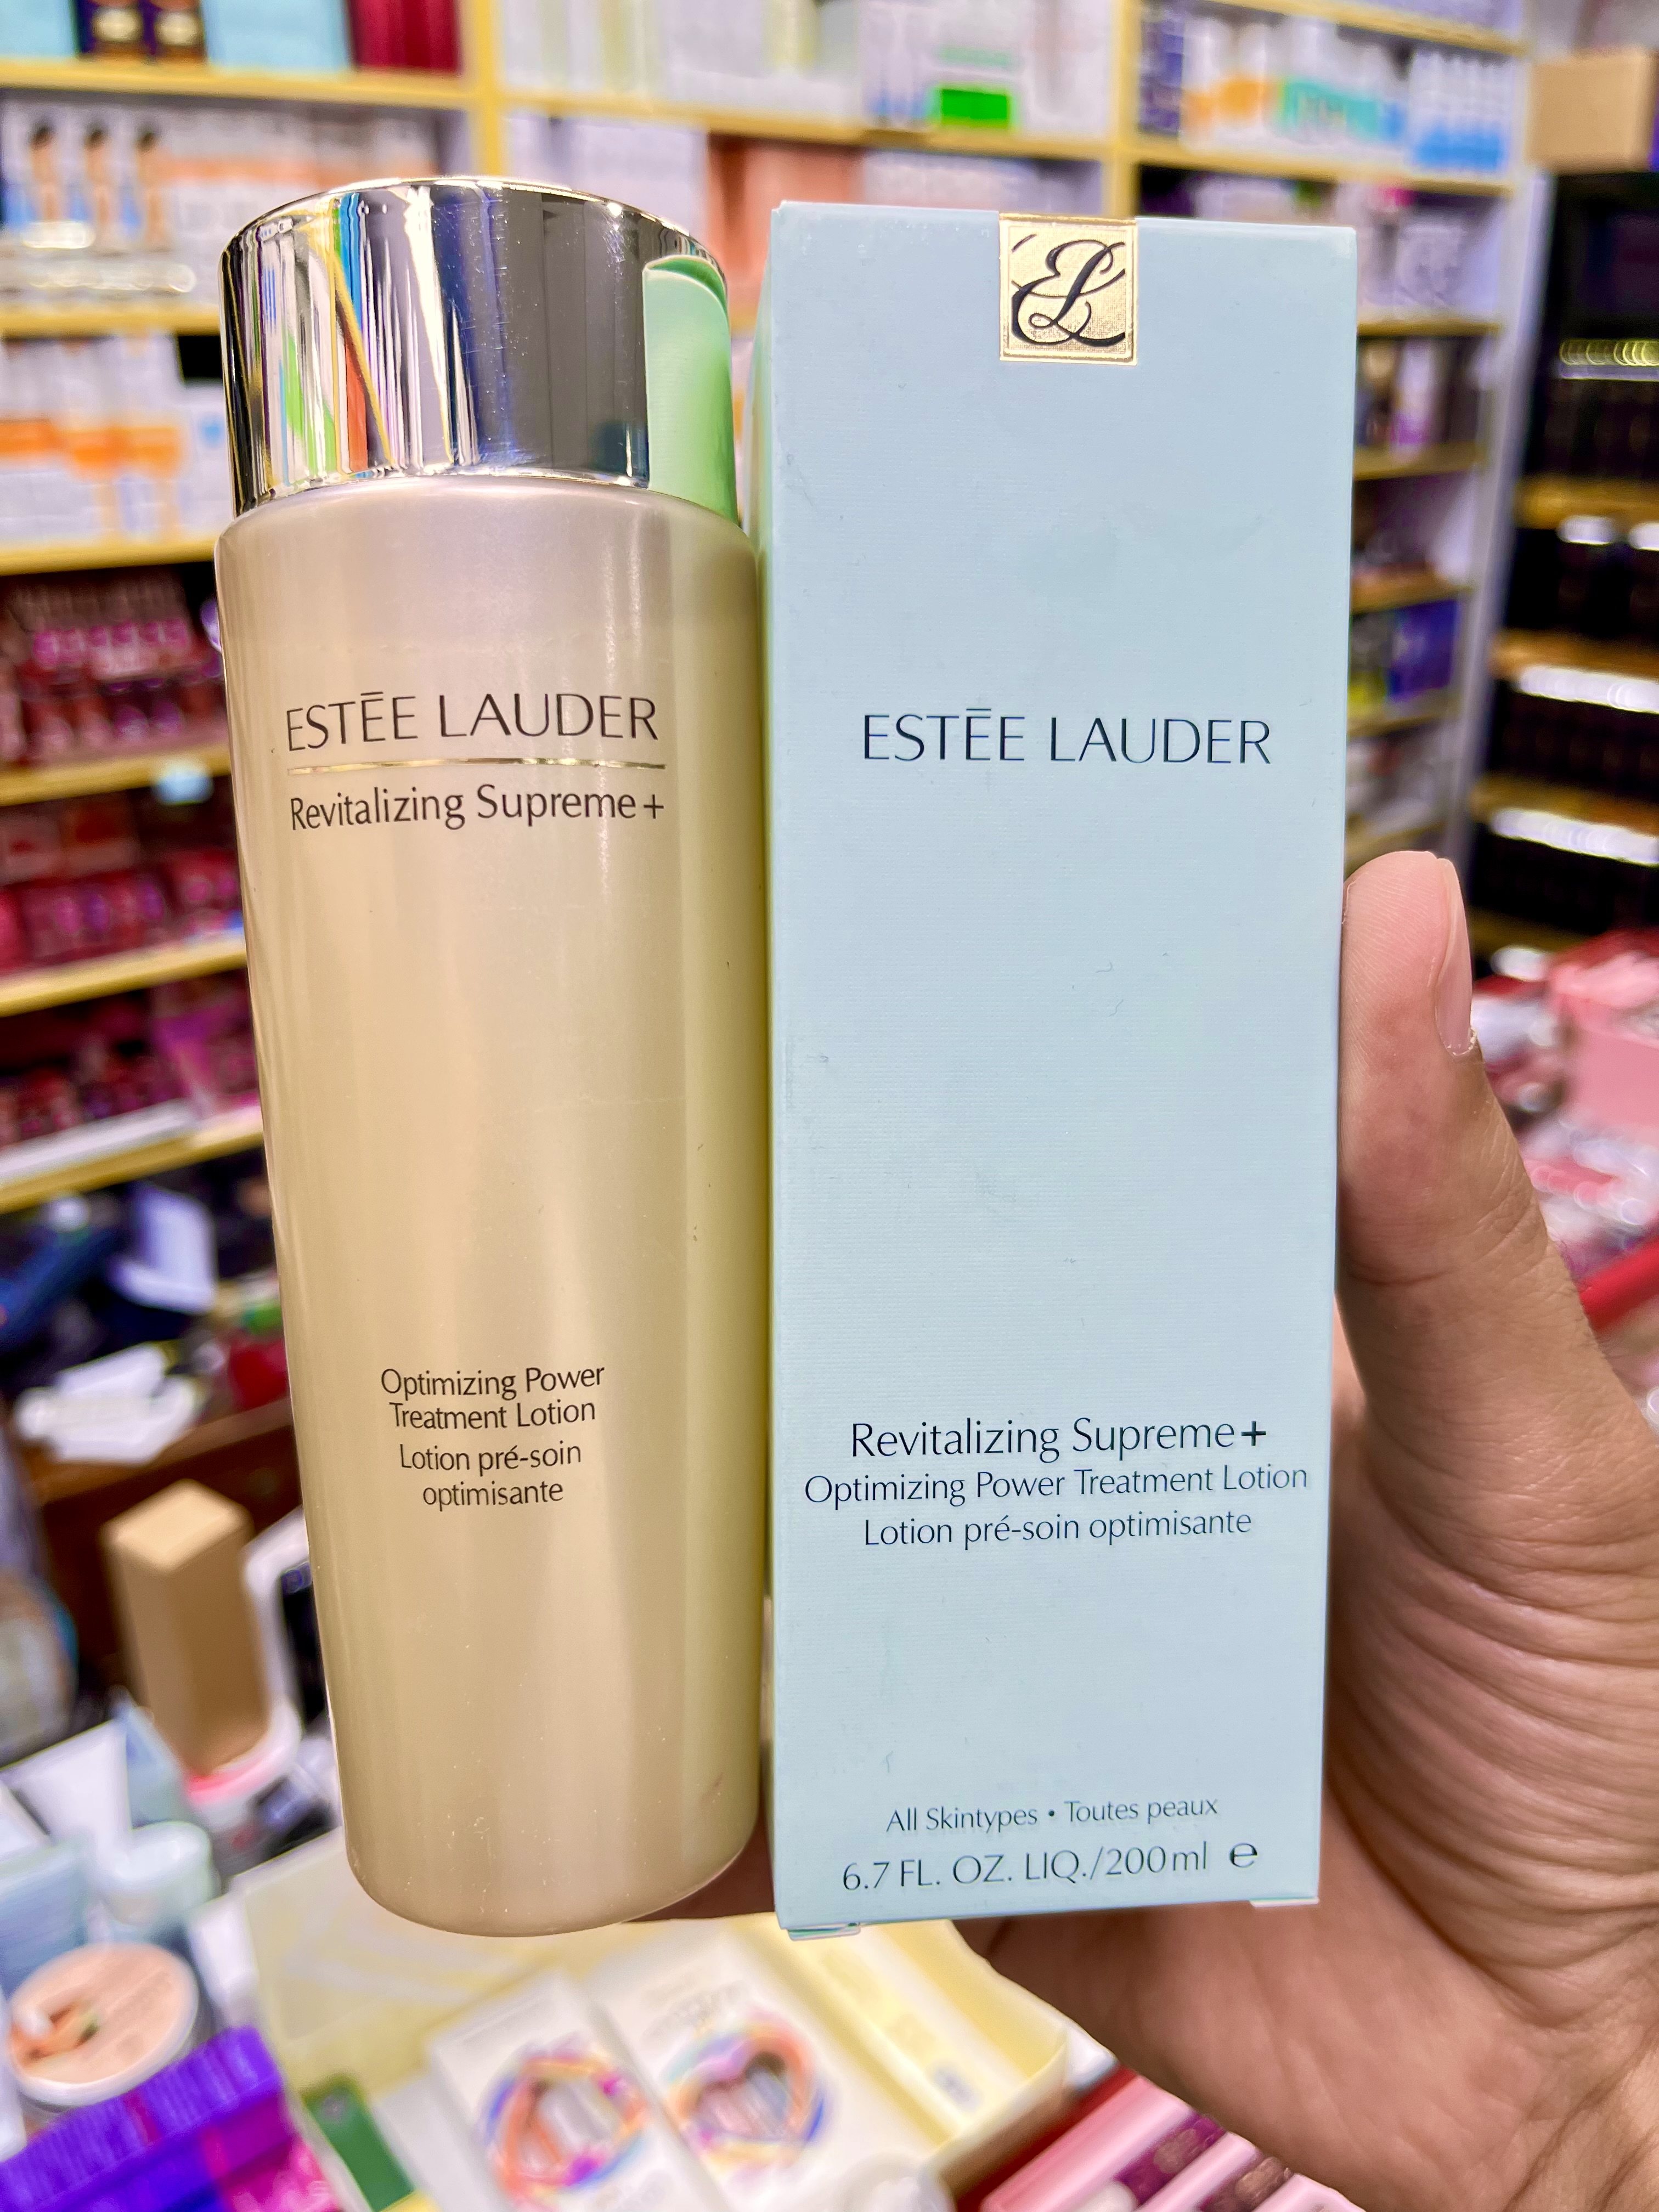 ESTĒE LAUDER
Revitalizing Supreme+
Optimizing Power
Treatment Lotion
Lotion pré-soin
optimisante
EL
ESTĒE LAUDER
Revitalizing Supreme+
Optimizing Power Treatment Lotion
Lotion pré-soin optimisante
All Skintypes • Toutes peaux
6.7 FL. OZ. LIQ./200ml ℮